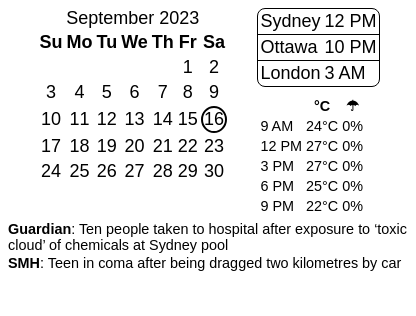 September 2023
Su Mo Tu We Th Fr Sa
1 2
3 4 5 6 7 8 9
10 11 12 13 14 15 16
17 18 19 20 21 22 23
24 25 26 27 28 29 30
Sydney 12 PM
Ottawa 10 PM
London 3 AM
°C ☂
9 AM 24°C 0%
12 PM 27°C 0%
3 PM 27°C 0%
6 PM 25°C 0%
9 PM 22°C 0%
Guardian: Ten people taken to hospital after exposure to ‘toxic
cloud’ of chemicals at Sydney pool
SMH: Teen in coma after being dragged two kilometres by car